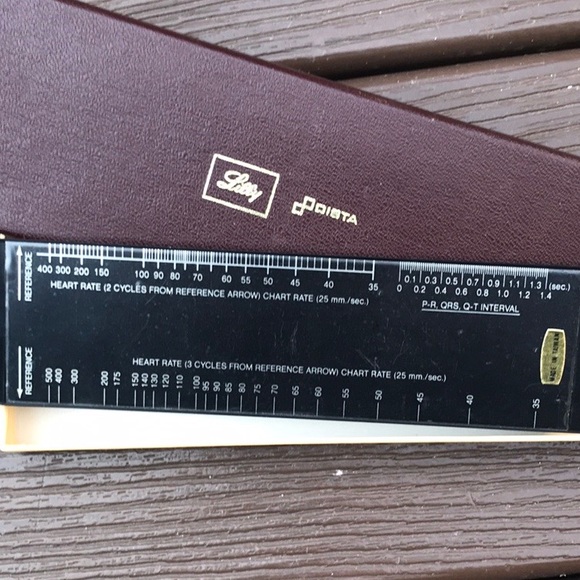 Lilly
DISTA
REFERENCE
400 300 200 150 100 90 80 70 60 55 50 45 40 35
HEART RATE (2 CYCLES FROM REFERENCE ARROW) CHART RATE (25 mm./sec.)
0.1 0.3 0.5 0.7 0.9 1.1 1.3 (sec.)
0 0.2 0.4 0.6 0.8 1.0 1.2 1.4
P-R, QRS, Q-T INTERVAL
MADE IN TAIWAN
REFERENCE
HEART RATE (3 CYCLES FROM REFERENCE ARROW) CHART RATE (25 mm./sec.)
500 400 300 200 175 150 140 130 120 110 100 95 90 85 80 75 70 65 60 55 50 45 40 35